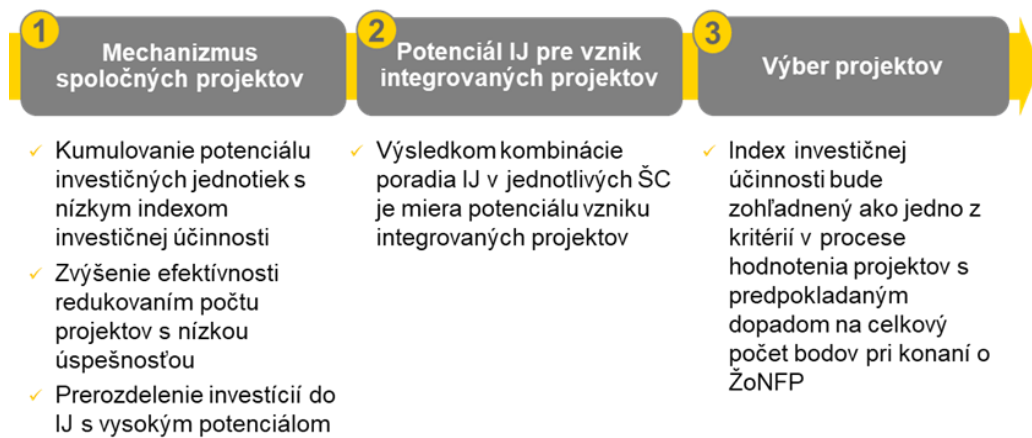 1
Mechanizmus
spoločných projektov
✓ Kumulovanie potenciálu
investičných jednotiek s
nízkym indexom
investičnej účinnosti
✓ Zvýšenie efektívnosti
redukovaním počtu
projektov s nízkou
úspešnosťou
✓ Prerozdelenie investícií do
IJ s vysokým potenciálom
2
Potenciál IJ pre vznik
integrovaných projektov
✓ Výsledkom kombinácie
poradia IJ v jednotlivých ŠC
je miera potenciálu vzniku
integrovaných projektov
3
Výber projektov
✓ Index investičnej
účinnosti bude
zohľadnený ako jedno z
kritérií v procese
hodnotenia projektov s
predpokladaným
dopadom na celkový
počet bodov pri konaní o
ŽoNFP